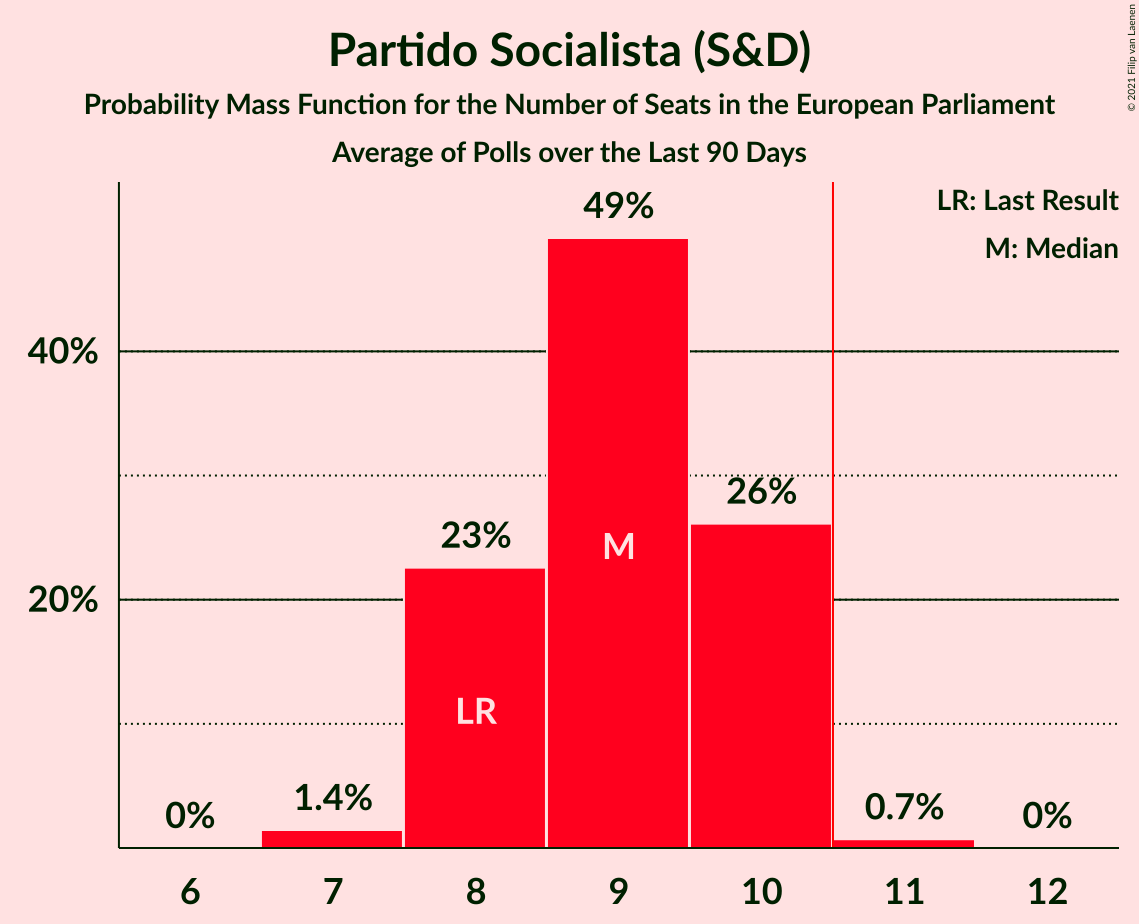 Partido Socialista (S&D)
Probability Mass Function for the Number of Seats in the European Parliament
Average of Polls over the Last 90 Days
© 2021 Filip van Laenen
LR: Last Result
M: Median
49%
40%
26%
23%
M
20%
LR
1.4%
0.7%
0%
0%
6 7 8 9 10 11 12